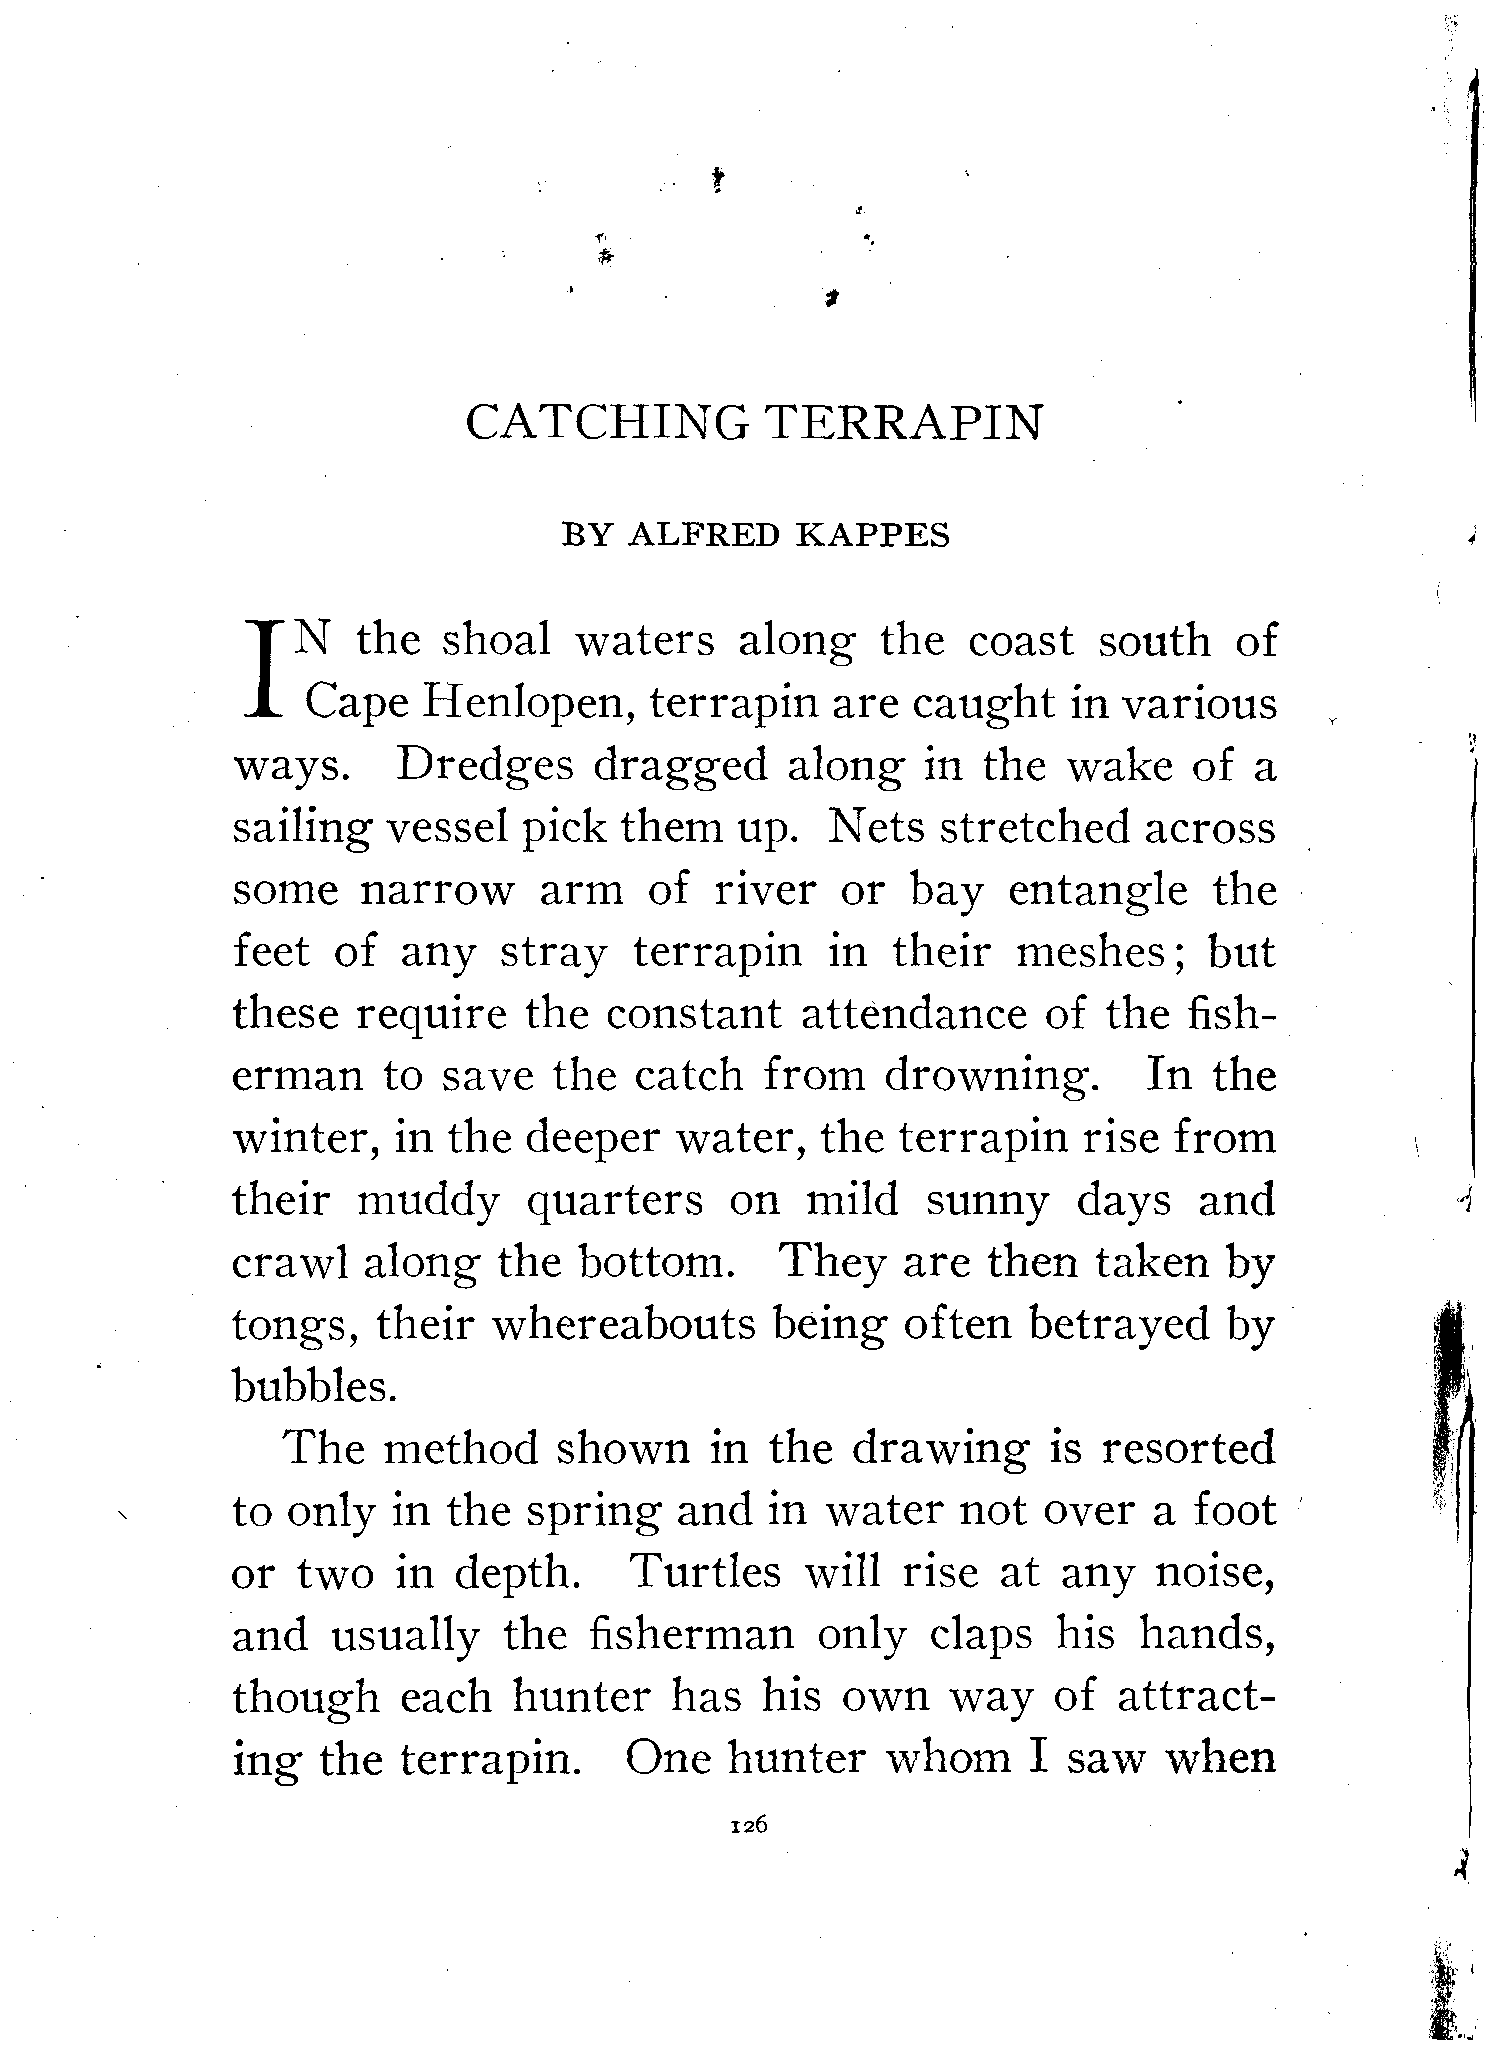 CATCHING TERRAPIN
BY ALFRED KAPPES
IN the shoal waters along the coast south of
Cape Henlopen, terrapin are caught in various
ways. Dredges dragged along in the wake of a
sailing vessel pick them up. Nets stretched across
some narrow arm of river or bay entangle the
feet of any stray terrapin in their meshes; but
these require the constant attendance of the fish-
erman to save the catch from drowning. In the
winter, in the deeper water, the terrapin rise from
their muddy quarters on mild sunny days and
crawl along the bottom. They are then taken by
tongs, their whereabouts being often betrayed by
bubbles.
The method shown in the drawing is resorted
to only in the spring and in water not over a foot
or two in depth. Turtles will rise at any noise,
and usually the fisherman only claps his hands,
though each hunter has his own way of attract-
ing the terrapin. One hunter whom I saw when
126